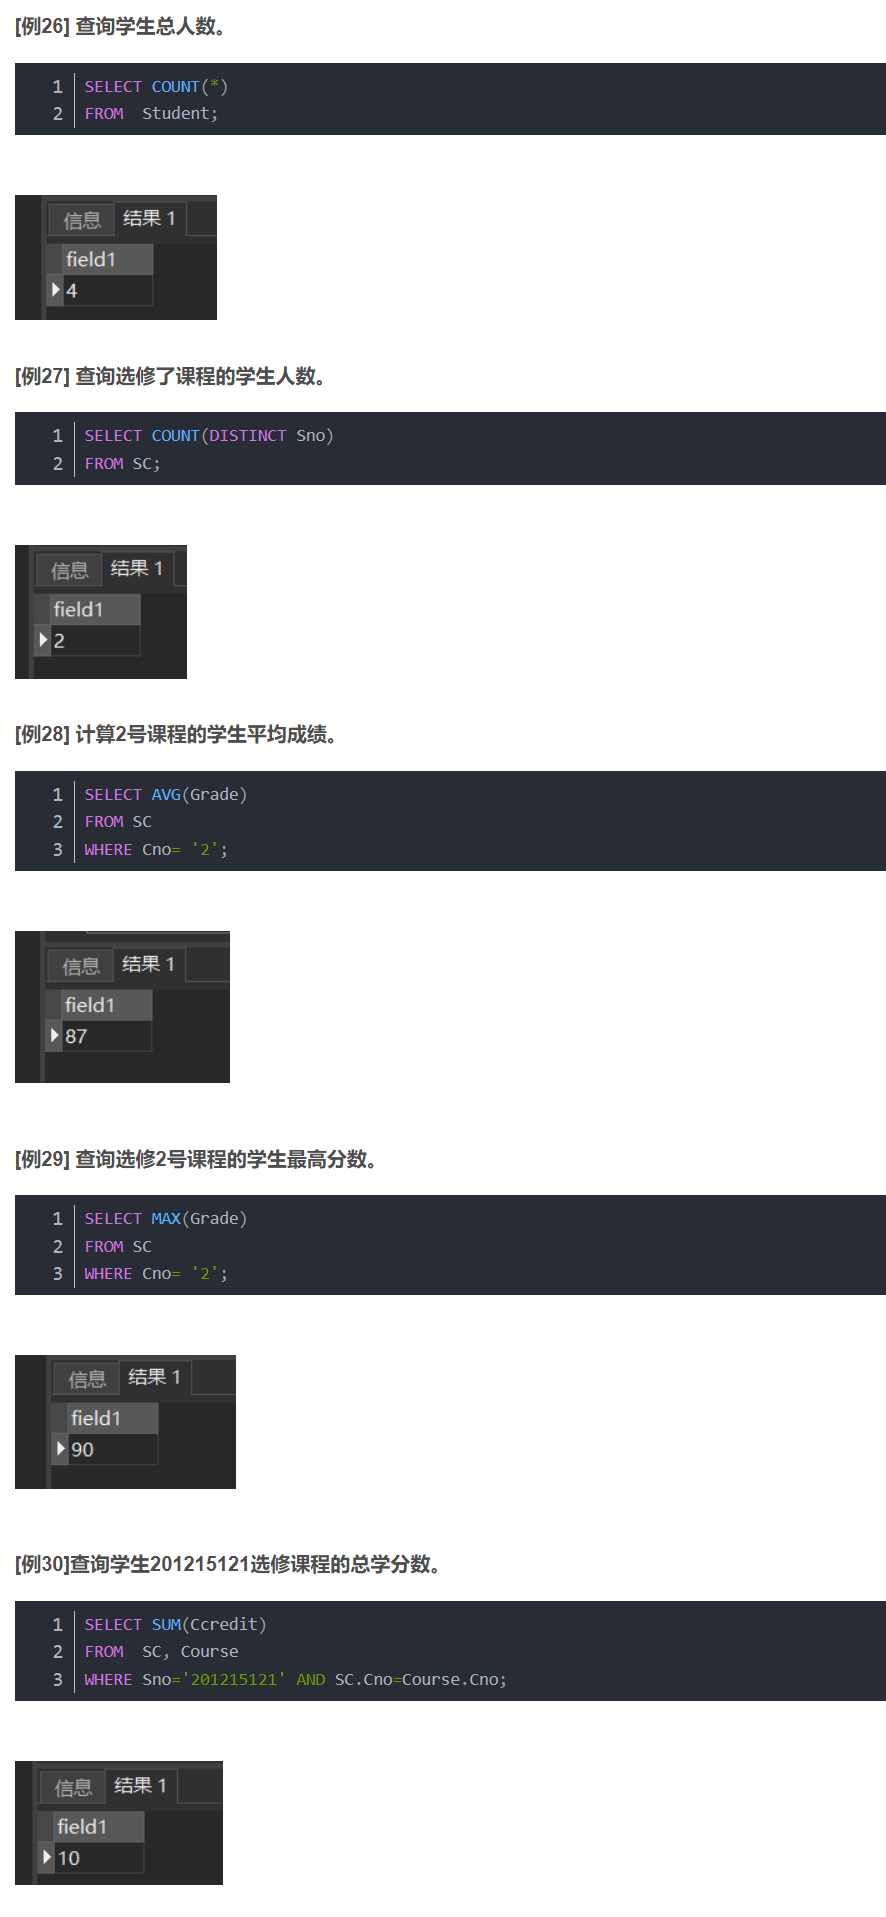 [例26] 查询学生总人数。
1 SELECT COUNT(*)
2 FROM  Student;
信息 结果 1
field1
4
[例27] 查询选修了课程的学生人数。
1 SELECT COUNT(DISTINCT Sno)
2 FROM SC;
信息 结果 1
field1
2
[例28] 计算2号课程的学生平均成绩。
1 SELECT AVG(Grade)
2 FROM SC
3 WHERE Cno= '2';
信息 结果 1
field1
87
[例29] 查询选修2号课程的学生最高分数。
1 SELECT MAX(Grade)
2 FROM SC
3 WHERE Cno= '2';
信息 结果 1
field1
90
[例30]查询学生201215121选修课程的总学分数。
1 SELECT SUM(Ccredit)
2 FROM  SC, Course
3 WHERE Sno='201215121' AND SC.Cno=Course.Cno;
信息 结果 1
field1
10